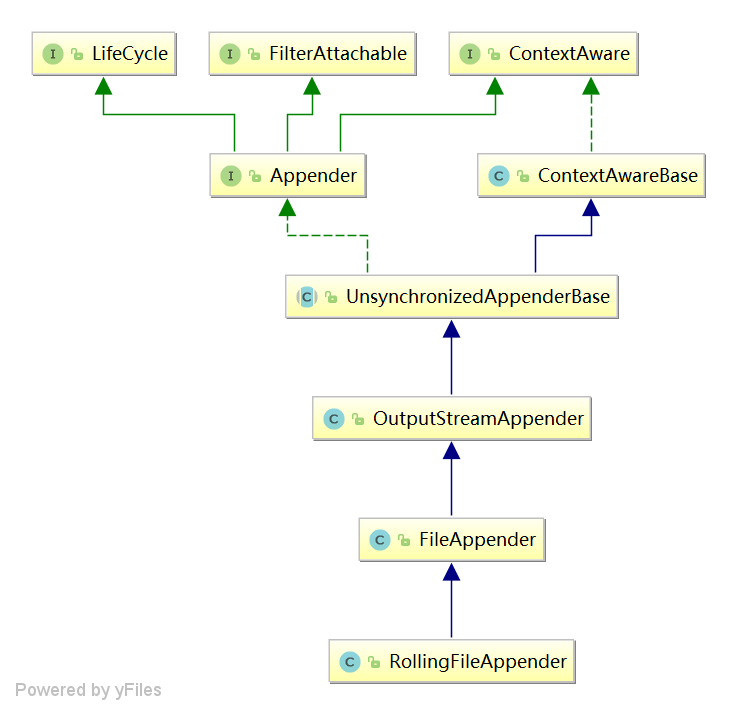 I LifeCycle
I FilterAttachable
I ContextAware
I Appender
C ContextAwareBase
C UnsynchronizedAppenderBase
C OutputStreamAppender
C FileAppender
C RollingFileAppender
Powered by yFiles